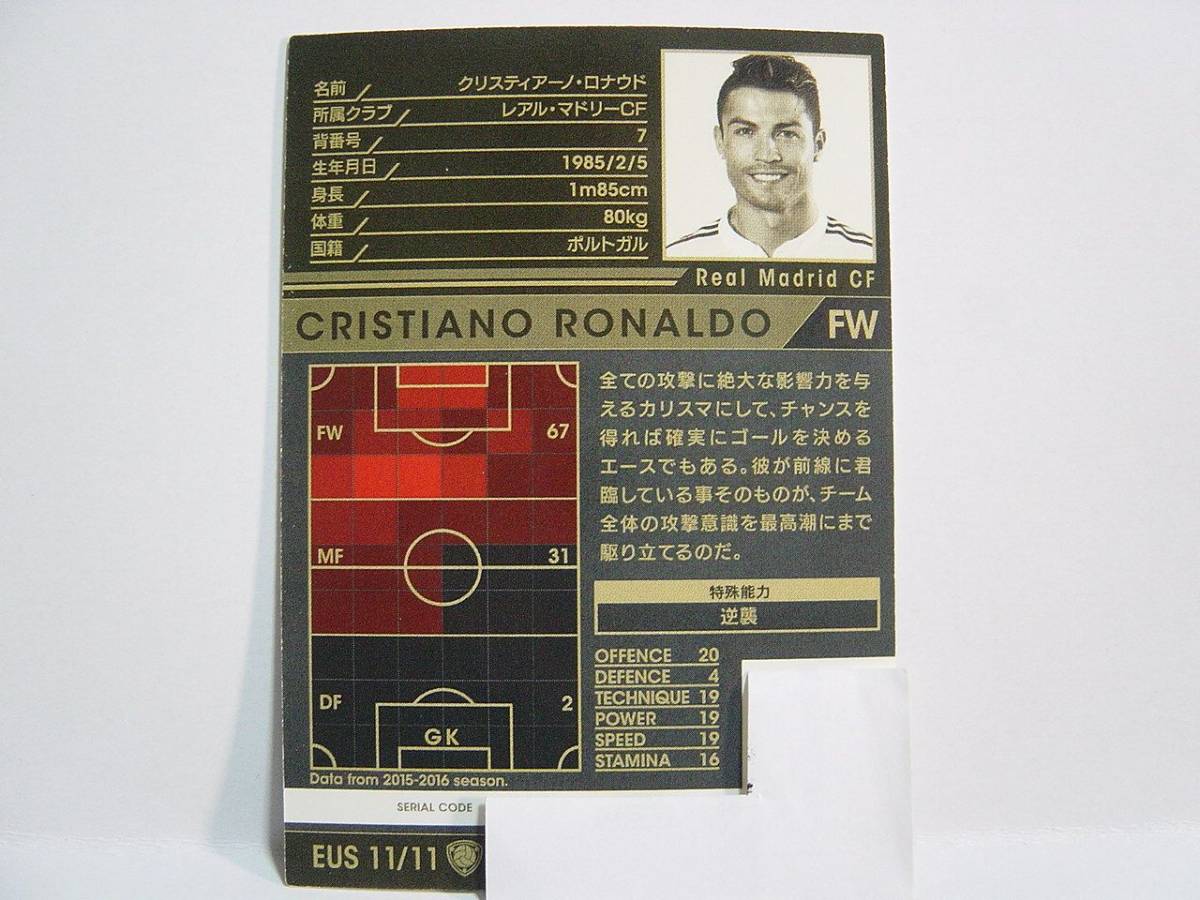 名前 クリスティアーノ・ロナウド
所属クラブ レアル・マドリーCF
背番号 7
生年月日 1985/2/5
身長 1m85cm
体重 80kg
国籍 ポルトガル
Real Madrid CF
CRISTIANO RONALDO FW
FW 67
MF 31
DF 2
GK
Data from 2015-2016 season.
全ての攻撃に絶大な影響力を与
えるカリスマにして、チャンスを
得れば確実にゴールを決める
エースでもある。彼が前線に君
臨している事そのものが、チーム
全体の攻撃意識を最高潮にまで
駆り立てるのだ。
特殊能力
逆襲
OFFENCE 20
DEFENCE 4
TECHNIQUE 19
POWER 19
SPEED 19
STAMINA 16
SERIAL CODE
EUS 11/11